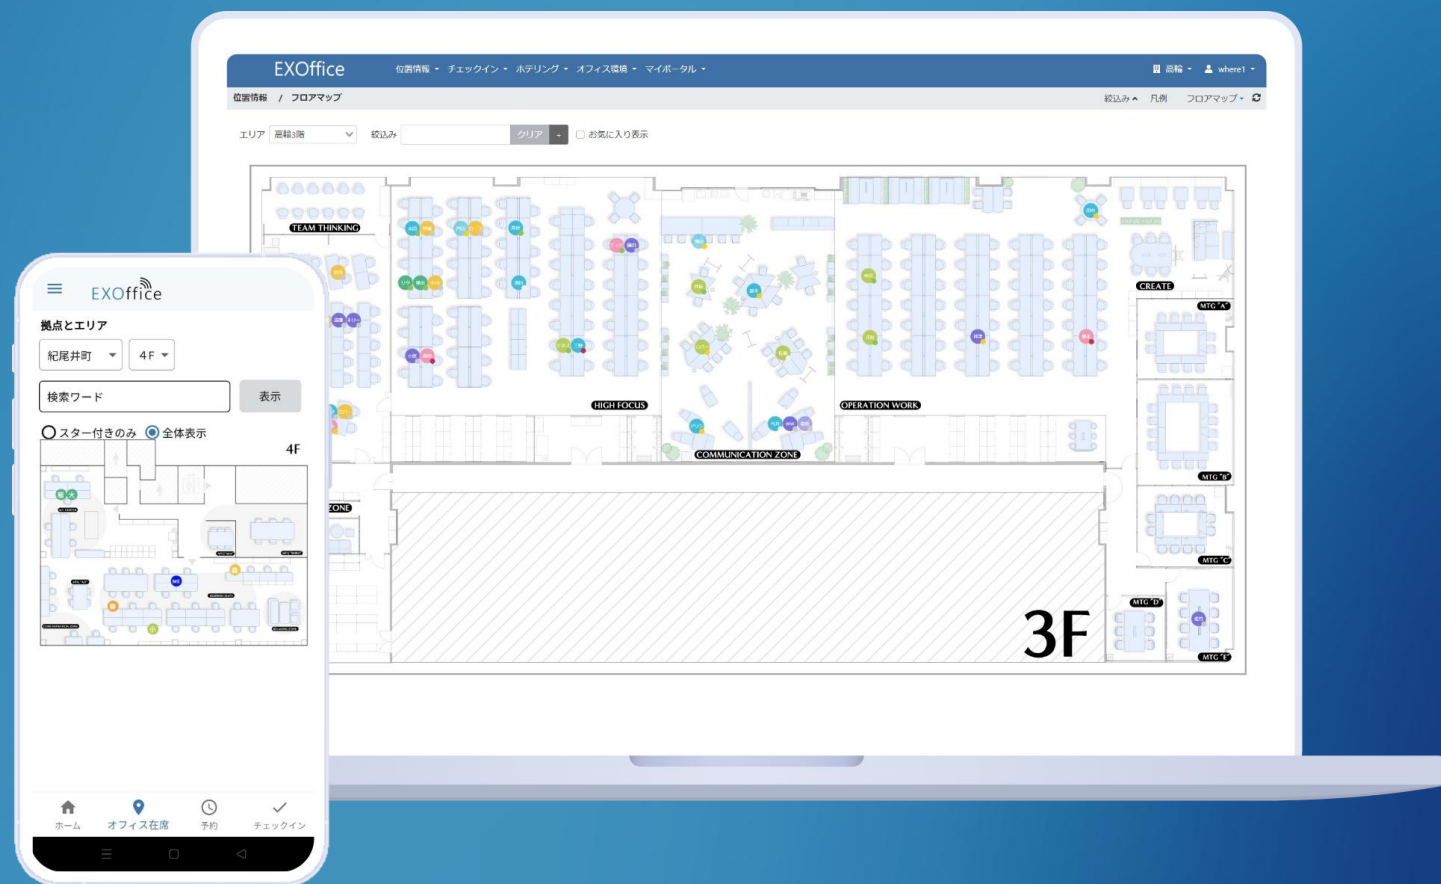 EXOffice
位置情報 チェックイン ホテリング オフィス環境 マイポータル
高輪 where1
位置情報 / フロアマップ
絞込み 凡例 フロアマップ
エリア 高輪3階 絞込み クリア + お気に入り表示
TEAM THINKING
CREATE
MTG "A"
HIGH FOCUS
OPERATION WORK
COMMUNICATION ZONE
MTG "B"
ZONE
MTG "C"
MTG "D"
3F
MTG "E"
EXOffice
拠点とエリア
紀尾井町 4F
検索ワード 表示
スター付きのみ 全体表示
4F
ホーム オフィス在席 予約 チェックイン